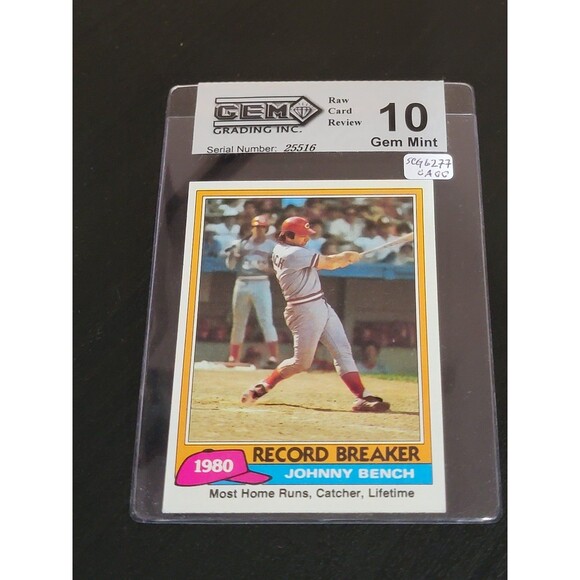 GEM
GRADING INC.
Raw
Card
Review
10
Gem Mint
Serial Number: 25516
SCG6277
1980
RECORD BREAKER
JOHNNY BENCH
Most Home Runs, Catcher, Lifetime